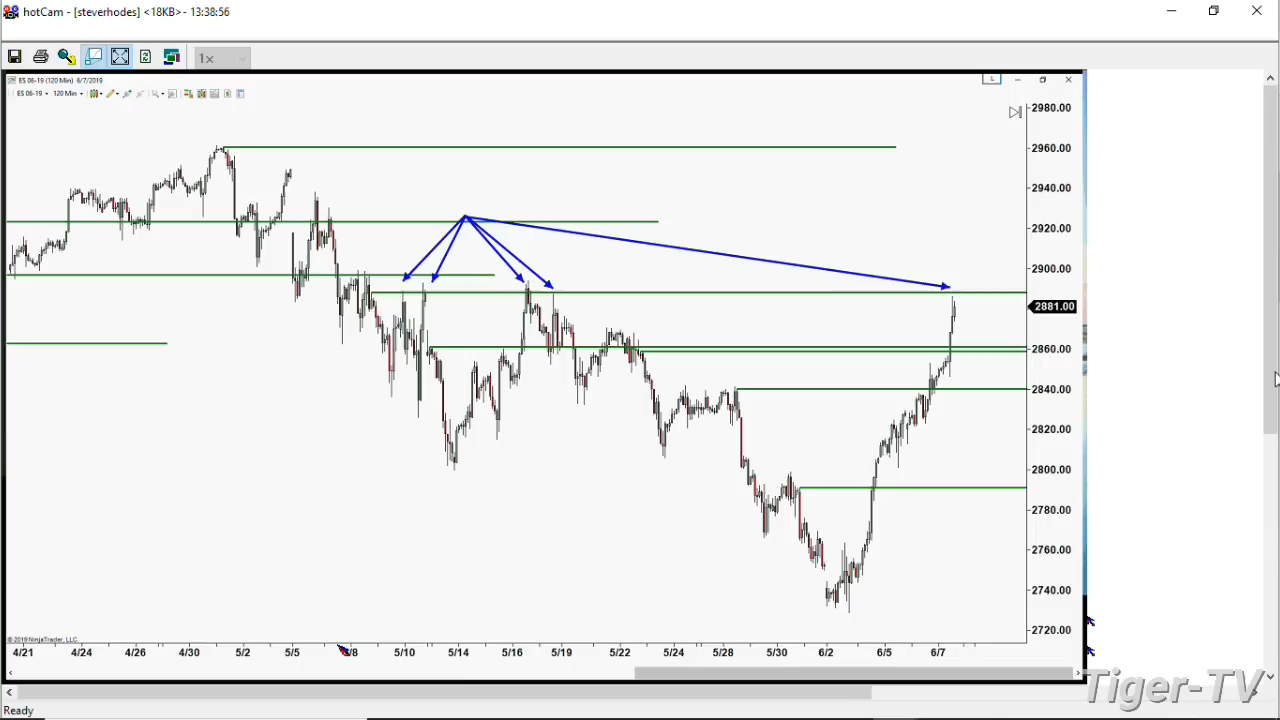 hotCam - [steverhodes] <18KB> - 13:38:56
1x
ES 06-19 (120 Min) 6/7/2019
ES 06-19 120 Min
L
2980.00
2960.00
2940.00
2920.00
2900.00
2881.00
2860.00
2840.00
2820.00
2800.00
2780.00
2760.00
2740.00
2720.00
© 2019 NinjaTrader, LLC
4/21 4/24 4/26 4/30 5/2 5/5 5/8 5/10 5/14 5/16 5/19 5/22 5/24 5/28 5/30 6/2 6/5 6/7
Tiger-TV
Ready